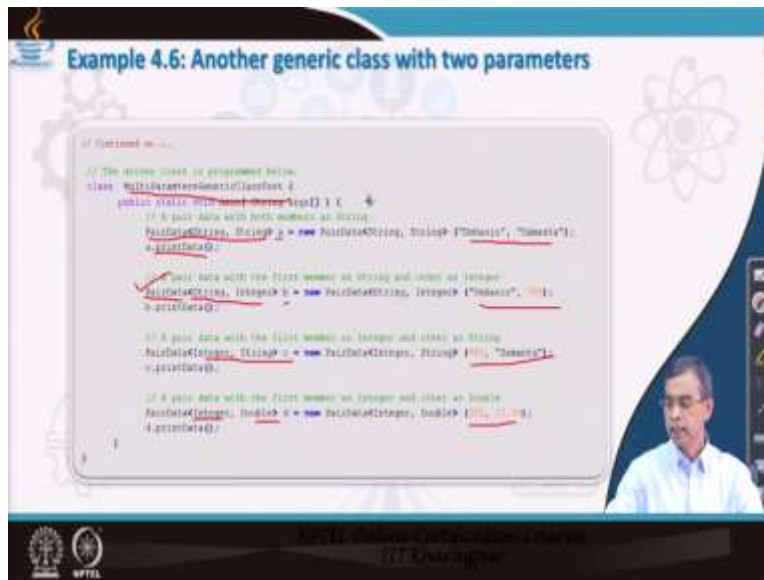 Example 4.6: Another generic class with two parameters
// Continued on ...
// The driver class is programmed below.
class MultiParameterGenericClassTest {
public static void main( String args[] ) {
// A pair data with both members as String
PairData<String, String> a = new PairData<String, String> ("Debasis", "Samanta");
a.printData();
// A pair data with the first member as String and other as Integer
PairData<String, Integer> b = new PairData<String, Integer> ("Debasis",
b.printData();
// A pair data with the first member as Integer and other as String
PairData<Integer, String> c = new PairData<Integer, String> ( "Samanta");
c.printData();
// A pair data with the first member as Integer and other as Double
PairData<Integer, Double> d = new PairData<Integer, Double> (
d.printData();
}
}
NPTEL
NPTEL Online Certification Courses
IIT Kharagpur